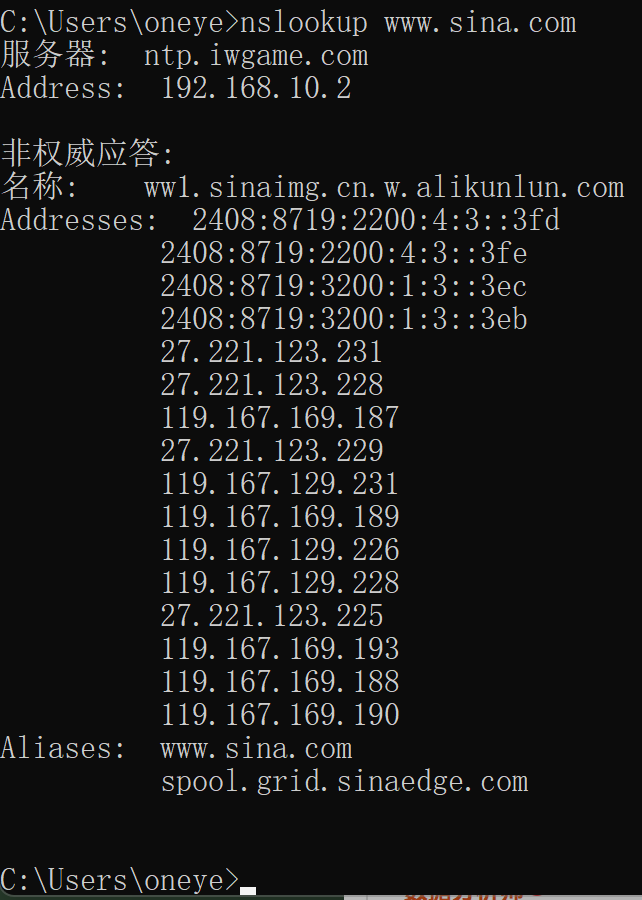 C:\Users\oneye>nslookup www.sina.com
服务器:  ntp.iwgame.com
Address:  192.168.10.2
非权威应答:
名称:    ww1.sinaimg.cn.w.alikunlun.com
Addresses:  2408:8719:2200:4:3::3fd
2408:8719:2200:4:3::3fe
2408:8719:3200:1:3::3ec
2408:8719:3200:1:3::3eb
27.221.123.231
27.221.123.228
119.167.169.187
27.221.123.229
119.167.129.231
119.167.169.189
119.167.129.226
119.167.129.228
27.221.123.225
119.167.169.193
119.167.169.188
119.167.169.190
Aliases:  www.sina.com
spool.grid.sinaedge.com
C:\Users\oneye>